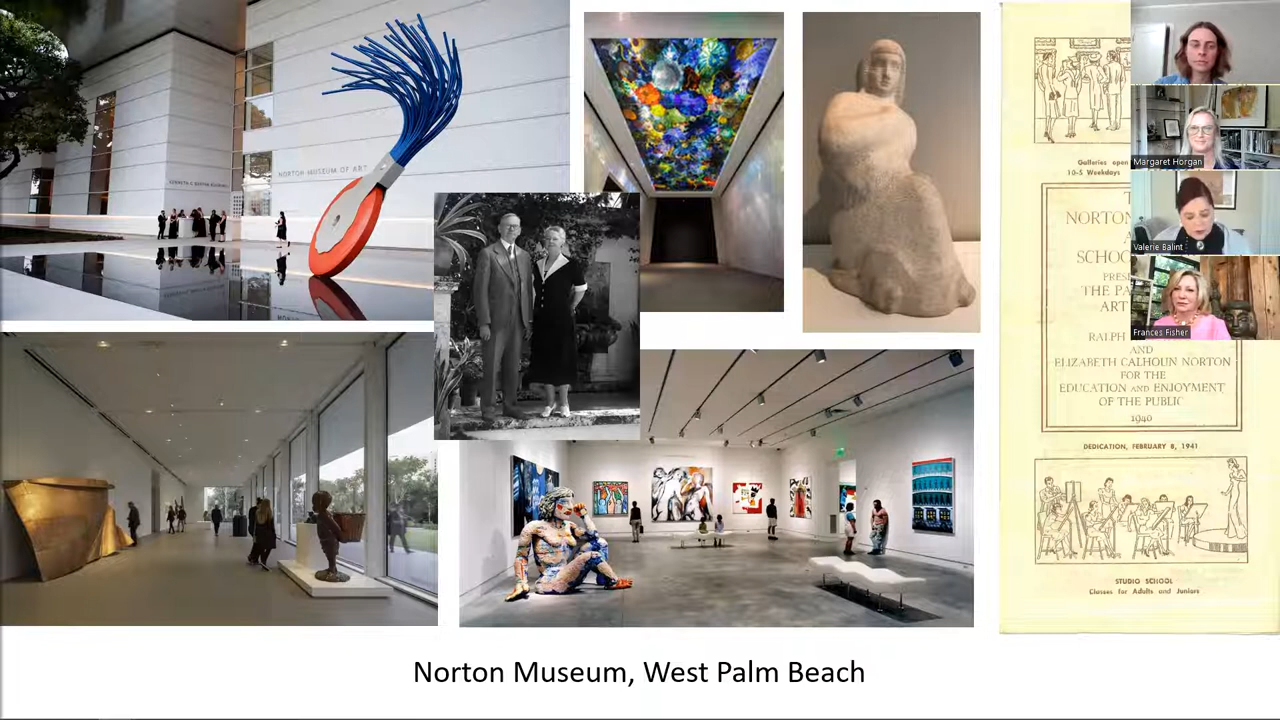 NORTON MUSEUM OF ART
Galleries open
10-5 Weekdays
NORTON
SCHOO
PRES
THE PA
ART
RALPH
AND
ELIZABETH CALHOUN NORTON
FOR THE
EDUCATION AND ENJOYMENT
OF THE PUBLIC
1940
DEDICATION, FEBRUARY 8, 1941
STUDIO SCHOOL
Classes for Adults and Juniors
Margaret Horgan
Valerie Balint
Frances Fisher
Norton Museum, West Palm Beach